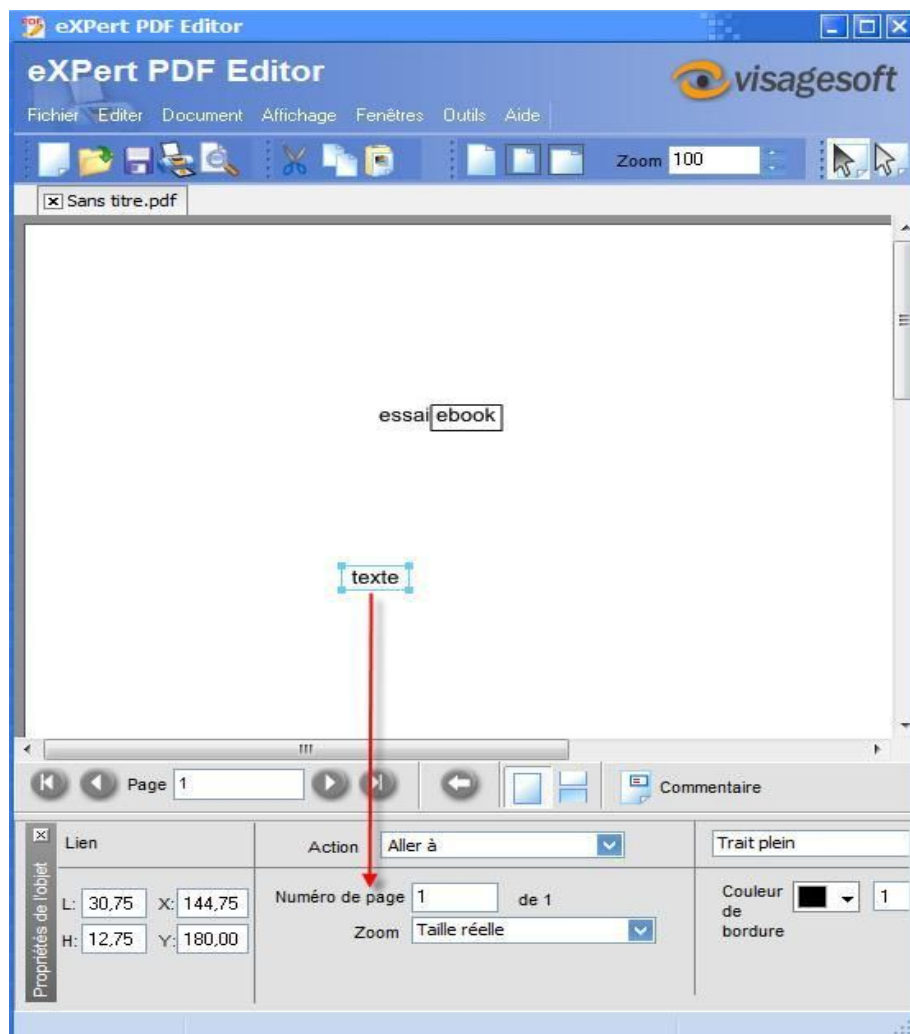 eXPert PDF Editor
eXPert PDF Editor
visagesoft
Fichier Editer Document Affichage Fenêtres Outils Aide
Zoom 100
Sans titre.pdf
essai ebook
texte
Page 1
Commentaire
Propriétés de l'objet
Lien
Action Aller à
Trait plein
L: 30,75 X: 144,75
H: 12,75 Y: 180,00
Numéro de page 1 de 1
Zoom Taille réelle
Couleur de bordure
1